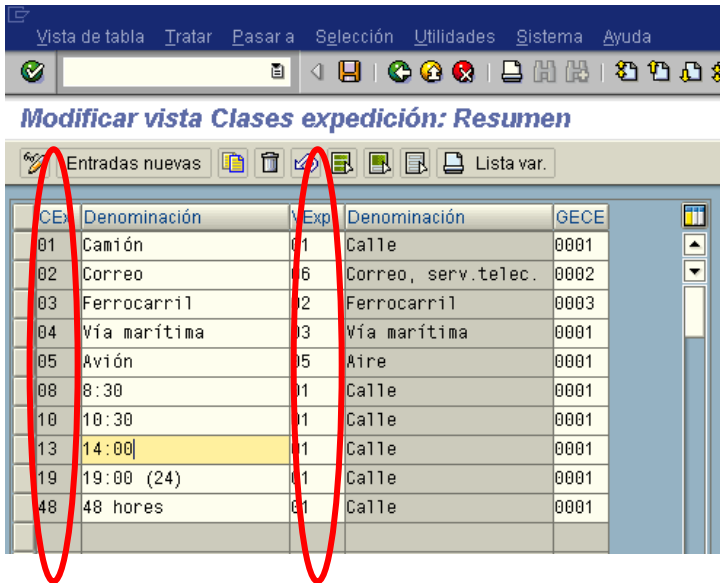 Vista de tabla Tratar Pasar a Selección Utilidades Sistema Ayuda
Modificar vista Clases expedición: Resumen
Entradas nuevas Lista var.
CEx Denominación VExp Denominación GECE
01 Camión 01 Calle 0001
02 Correo 06 Correo, serv.telec. 0002
03 Ferrocarril 02 Ferrocarril 0003
04 Vía marítima 03 Vía marítima 0001
05 Avión 05 Aire 0001
08 8:30 01 Calle 0001
10 10:30 01 Calle 0001
13 14:00 01 Calle 0001
19 19:00 (24) 01 Calle 0001
48 48 hores 01 Calle 0001